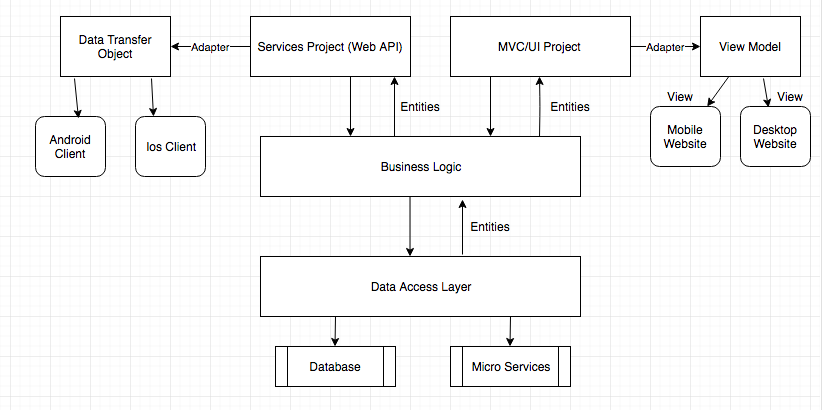 Data Transfer
Object
Adapter
Services Project (Web API)
MVC/UI Project
Adapter
View Model
Entities
Entities
View
View
Android
Client
Ios Client
Mobile
Website
Desktop
Website
Business Logic
Entities
Data Access Layer
Database
Micro Services